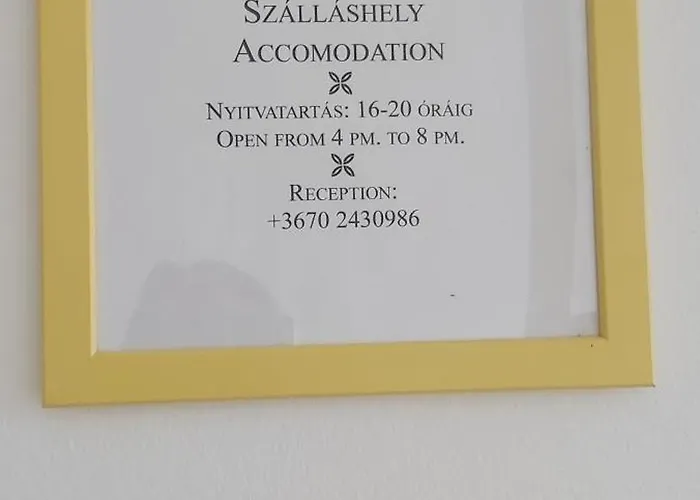 Szálláshely
Accomodation
Nyitvatartás: 16-20 óráig
Open from 4 pm. to 8 pm.
Reception:
+3670 2430986